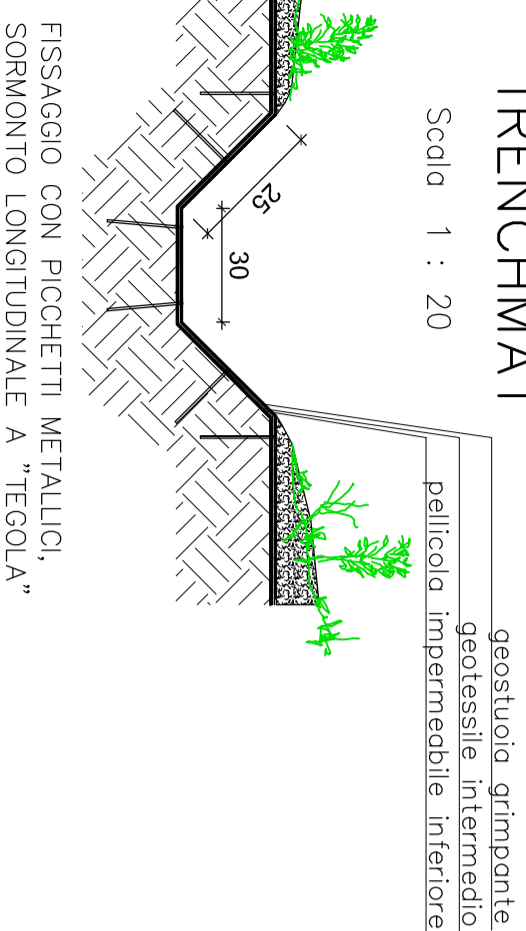 TRENCHMAT
Scala 1 : 20
geostuoia grimpante
geotessile intermedio
pellicola impermeabile inferiore
25
30
FISSAGGIO CON PICCHETTI METALLICI,
SORMONTO LONGITUDINALE A "TEGOLA"